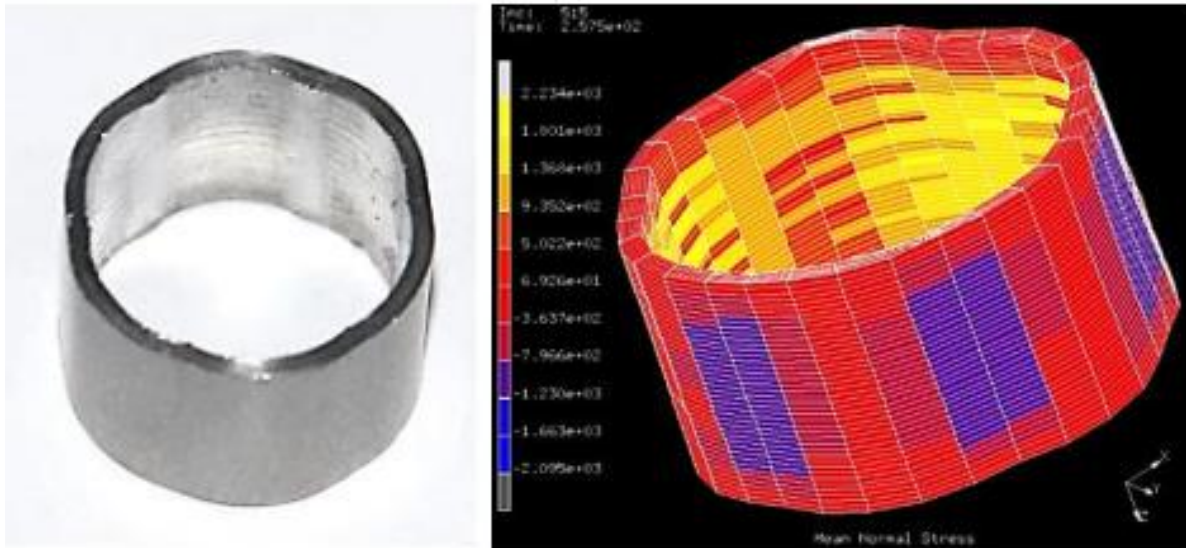 Inc: 515
Time: 2.575e+02
2.234e+03
1.801e+03
1.368e+03
9.352e+02
5.022e+02
6.926e+01
-3.637e+02
-7.966e+02
-1.230e+03
-1.663e+03
-2.095e+03
X
Y
Z
Mean Normal Stress